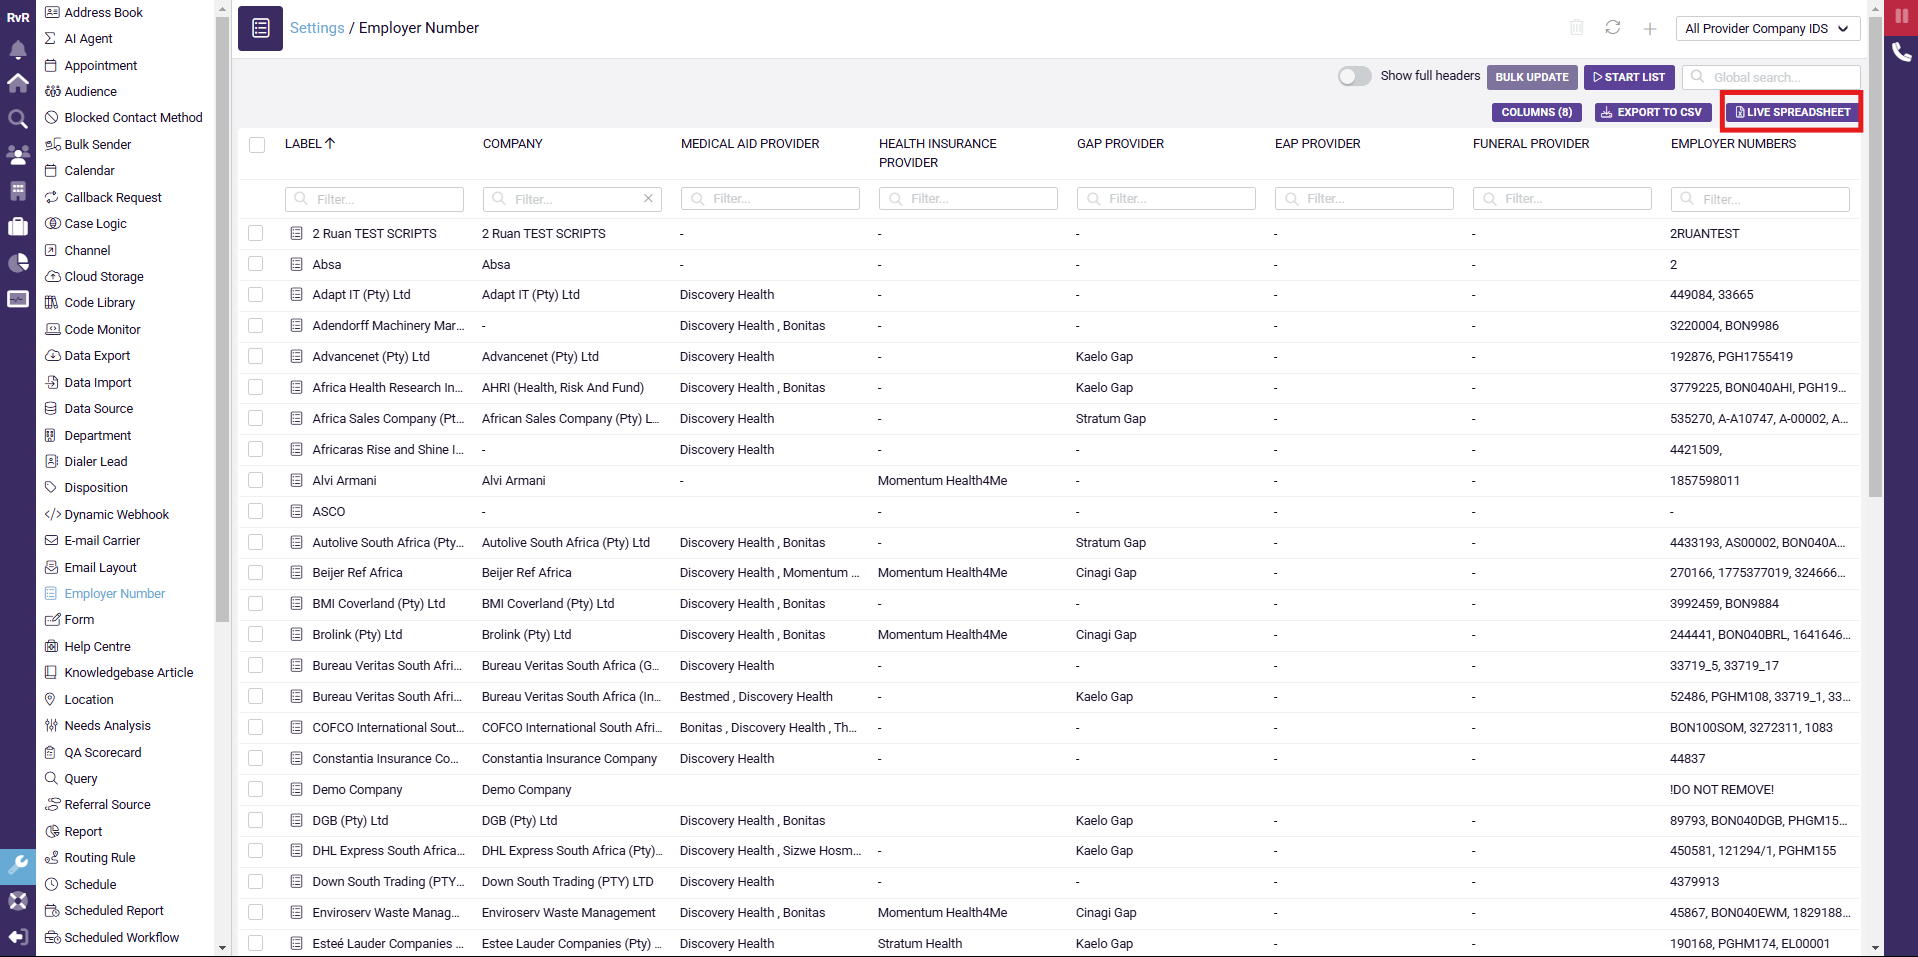 RvR
Address Book
AI Agent
Appointment
Audience
Blocked Contact Method
Bulk Sender
Calendar
Callback Request
Case Logic
Channel
Cloud Storage
Code Library
Code Monitor
Data Export
Data Import
Data Source
Department
Dialer Lead
Disposition
Dynamic Webhook
E-mail Carrier
Email Layout
Employer Number
Form
Help Centre
Knowledgebase Article
Location
Needs Analysis
QA Scorecard
Query
Referral Source
Report
Routing Rule
Schedule
Scheduled Report
Scheduled Workflow
Settings / Employer Number
All Provider Company IDS
Show full headers BULK UPDATE START LIST Global search...
COLUMNS (8) EXPORT TO CSV LIVE SPREADSHEET
LABEL COMPANY MEDICAL AID PROVIDER HEALTH INSURANCE PROVIDER GAP PROVIDER EAP PROVIDER FUNERAL PROVIDER EMPLOYER NUMBERS
Filter... Filter... Filter... Filter... Filter... Filter... Filter... Filter...
2 Ruan TEST SCRIPTS 2 Ruan TEST SCRIPTS - - - - - 2RUANTEST
Absa Absa - - - - - 2
Adapt IT (Pty) Ltd Adapt IT (Pty) Ltd Discovery Health - - - - 449084, 33665
Adendorff Machinery Mar... - Discovery Health , Bonitas - - - - 3220004, BON9986
Advancenet (Pty) Ltd Advancenet (Pty) Ltd Discovery Health - Kaelo Gap - - 192876, PGH1755419
Africa Health Research In... AHRI (Health, Risk And Fund) Discovery Health , Bonitas - Kaelo Gap - - 3779225, BON040AHI, PGH19...
Africa Sales Company (Pt... African Sales Company (Pty) L... Discovery Health - Stratum Gap - - 535270, A-A10747, A-00002, A...
Africaras Rise and Shine I... - Discovery Health - - - - 4421509,
Alvi Armani Alvi Armani - Momentum Health4Me - - - 1857598011
ASCO - - - - - -
Autolive South Africa (Pty... Autolive South Africa (Pty) Ltd Discovery Health , Bonitas - Stratum Gap - - 4433193, AS00002, BON040A...
Beijer Ref Africa Beijer Ref Africa Discovery Health , Momentum ... Momentum Health4Me Cinagi Gap - - 270166, 1775377019, 324666...
BMI Coverland (Pty) Ltd BMI Coverland (Pty) Ltd Discovery Health , Bonitas - - - - 3992459, BON9884
Brolink (Pty) Ltd Brolink (Pty) Ltd Discovery Health , Bonitas Momentum Health4Me Cinagi Gap - - 244441, BON040BRL, 1641646...
Bureau Veritas South Afri... Bureau Veritas South Africa (G... Discovery Health - - - - 33719_5, 33719_17
Bureau Veritas South Afri... Bureau Veritas South Africa (In... Bestmed , Discovery Health - Kaelo Gap - - 52486, PGHM108, 33719_1, 33...
COFCO International Sout... COFCO International South Afri... Bonitas , Discovery Health , Th... - - - - BON100SOM, 3272311, 1083
Constantia Insurance Co... Constantia Insurance Company Discovery Health - - - - 44837
Demo Company Demo Company !DO NOT REMOVE!
DGB (Pty) Ltd DGB (Pty) Ltd Discovery Health , Bonitas Kaelo Gap - - 89793, BON040DGB, PHGM15...
DHL Express South Africa... DHL Express South Africa (Pty)... Discovery Health , Sizwe Hosm... - Kaelo Gap - - 450581, 121294/1, PGHM155
Down South Trading (PTY... Down South Trading (PTY) LTD Discovery Health - - - - 4379913
Enviroserv Waste Manag... Enviroserv Waste Management Discovery Health , Bonitas Momentum Health4Me Cinagi Gap - - 45867, BON040EWM, 1829188...
Esteé Lauder Companies ... Estee Lauder Companies (Pty) ... Discovery Health Stratum Health Kaelo Gap - - 190168, PGHM174, EL00001